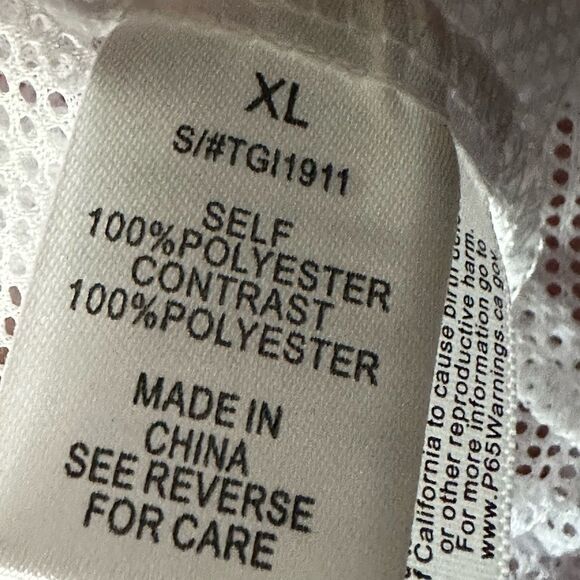 XL
S/#TGI1911
SELF
100%POLYESTER
CONTRAST
100%POLYESTER
MADE IN
CHINA
SEE REVERSE
FOR CARE
California to cause birth
or other reproductive harm.
For more information go to
www.P65Warnings.ca.gov